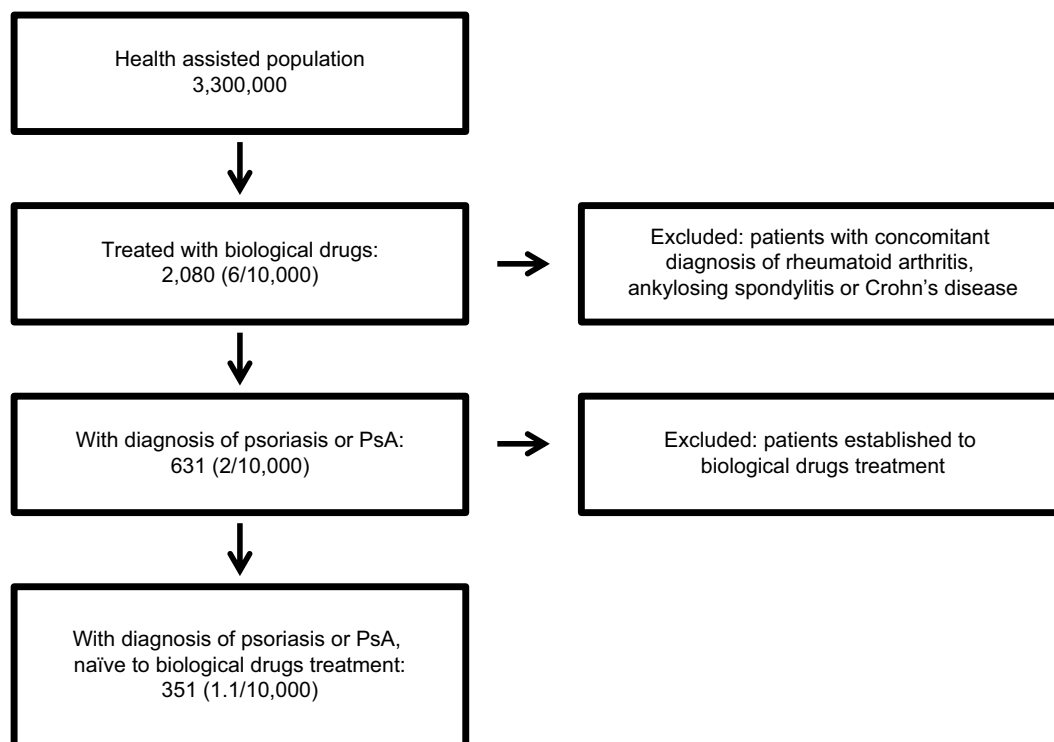 Health assisted population
3,300,000
Treated with biological drugs:
2,080 (6/10,000)
Excluded: patients with concomitant
diagnosis of rheumatoid arthritis,
ankylosing spondylitis or Crohn’s disease
With diagnosis of psoriasis or PsA:
631 (2/10,000)
Excluded: patients established to
biological drugs treatment
With diagnosis of psoriasis or PsA,
naïve to biological drugs treatment:
351 (1.1/10,000)